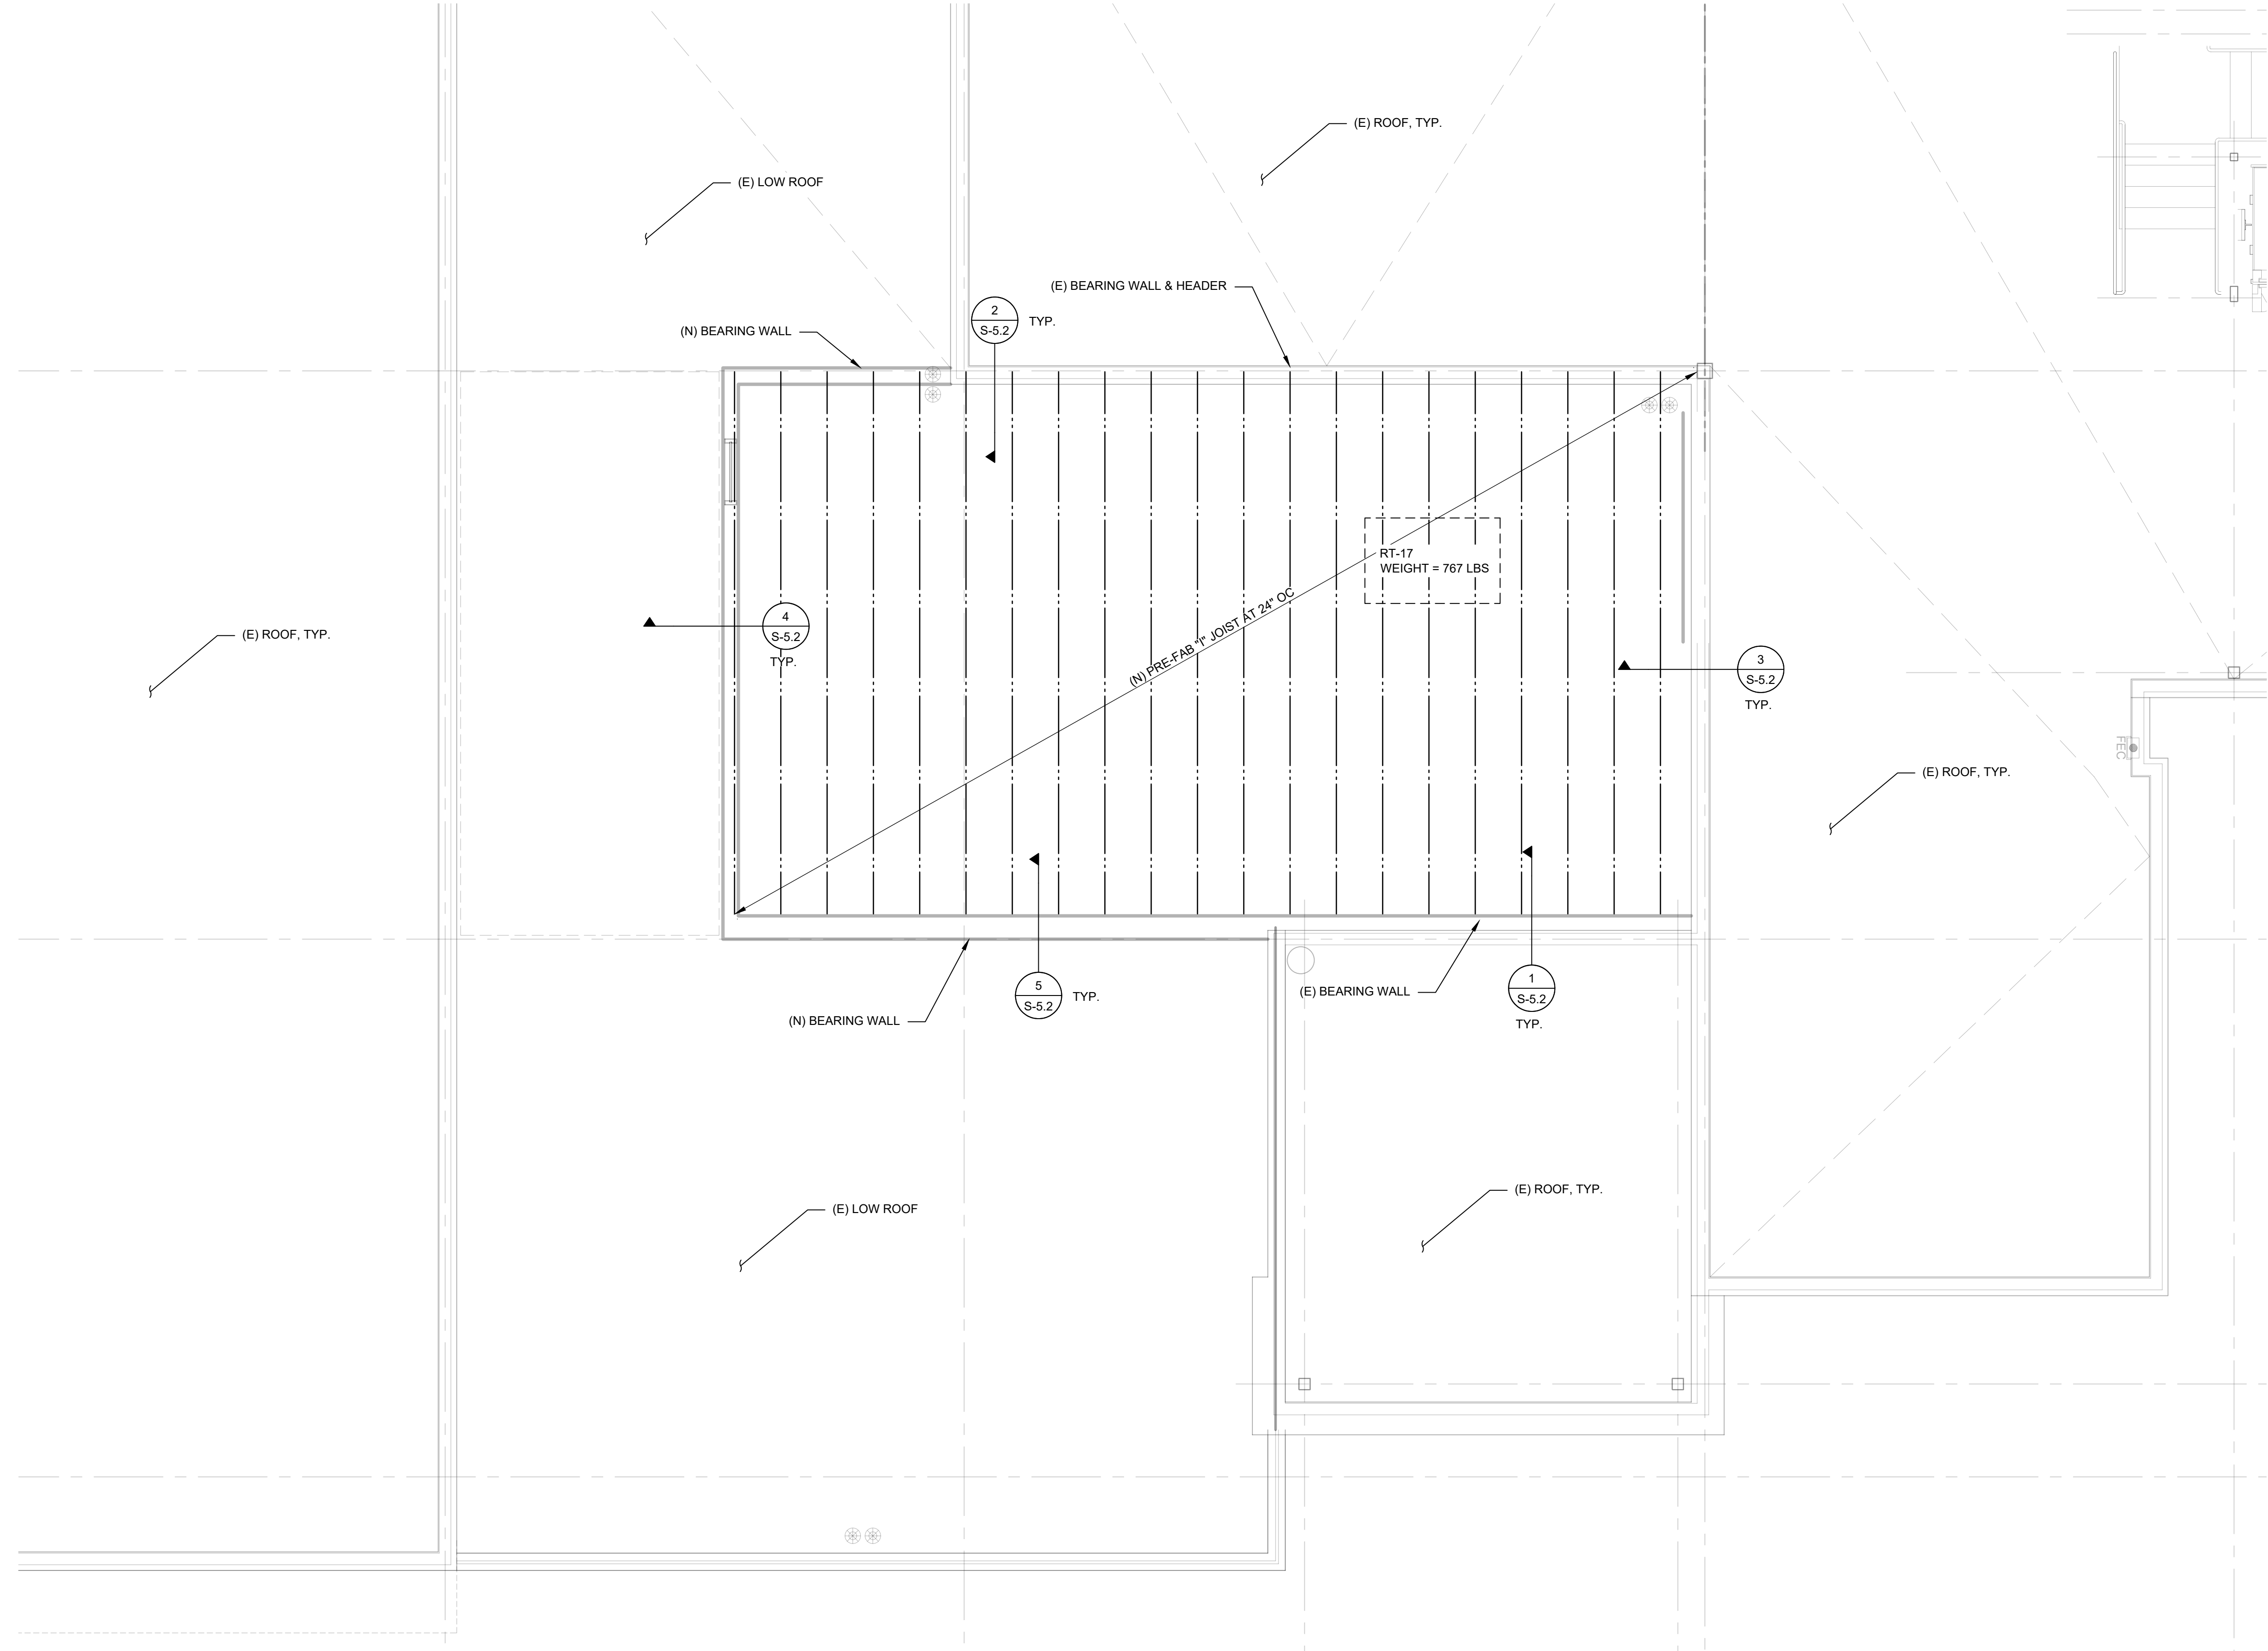 (E) ROOF, TYP.
(E) LOW ROOF
(E) BEARING WALL & HEADER
2
S-5.2
TYP.
(N) BEARING WALL
RT-17
WEIGHT = 767 LBS
(N) PRE-FAB "I" JOIST AT 24" OC
4
S-5.2
TYP.
(E) ROOF, TYP.
3
S-5.2
TYP.
FEC
(E) ROOF, TYP.
5
S-5.2
TYP.
(E) BEARING WALL
1
S-5.2
TYP.
(N) BEARING WALL
(E) ROOF, TYP.
(E) LOW ROOF